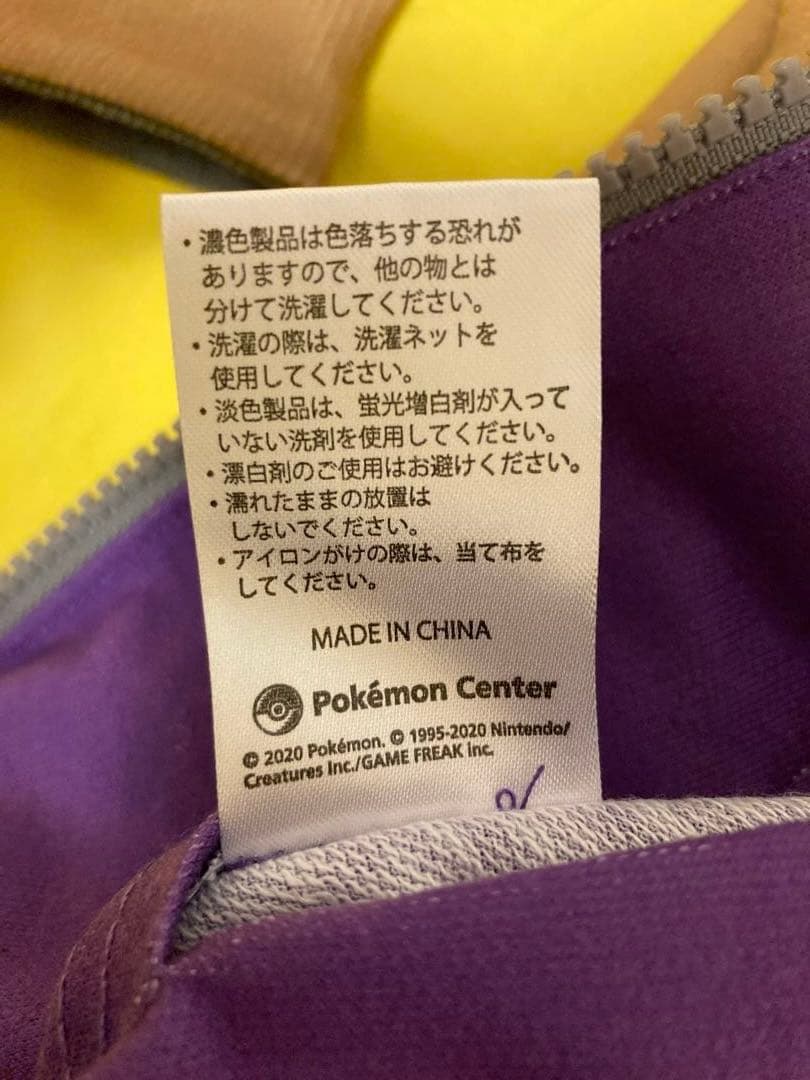 ・濃色製品は色落ちする恐れが
ありますので、他の物とは
分けて洗濯してください。
・洗濯の際は、洗濯ネットを
使用してください。
・淡色製品は、蛍光増白剤が入って
いない洗剤を使用してください。
・漂白剤のご使用はお避けください。
・濡れたままの放置は
しないでください。
・アイロンがけの際は、当て布を
してください。
MADE IN CHINA
Pokémon Center
© 2020 Pokémon. © 1995-2020 Nintendo/
Creatures Inc./GAME FREAK inc.